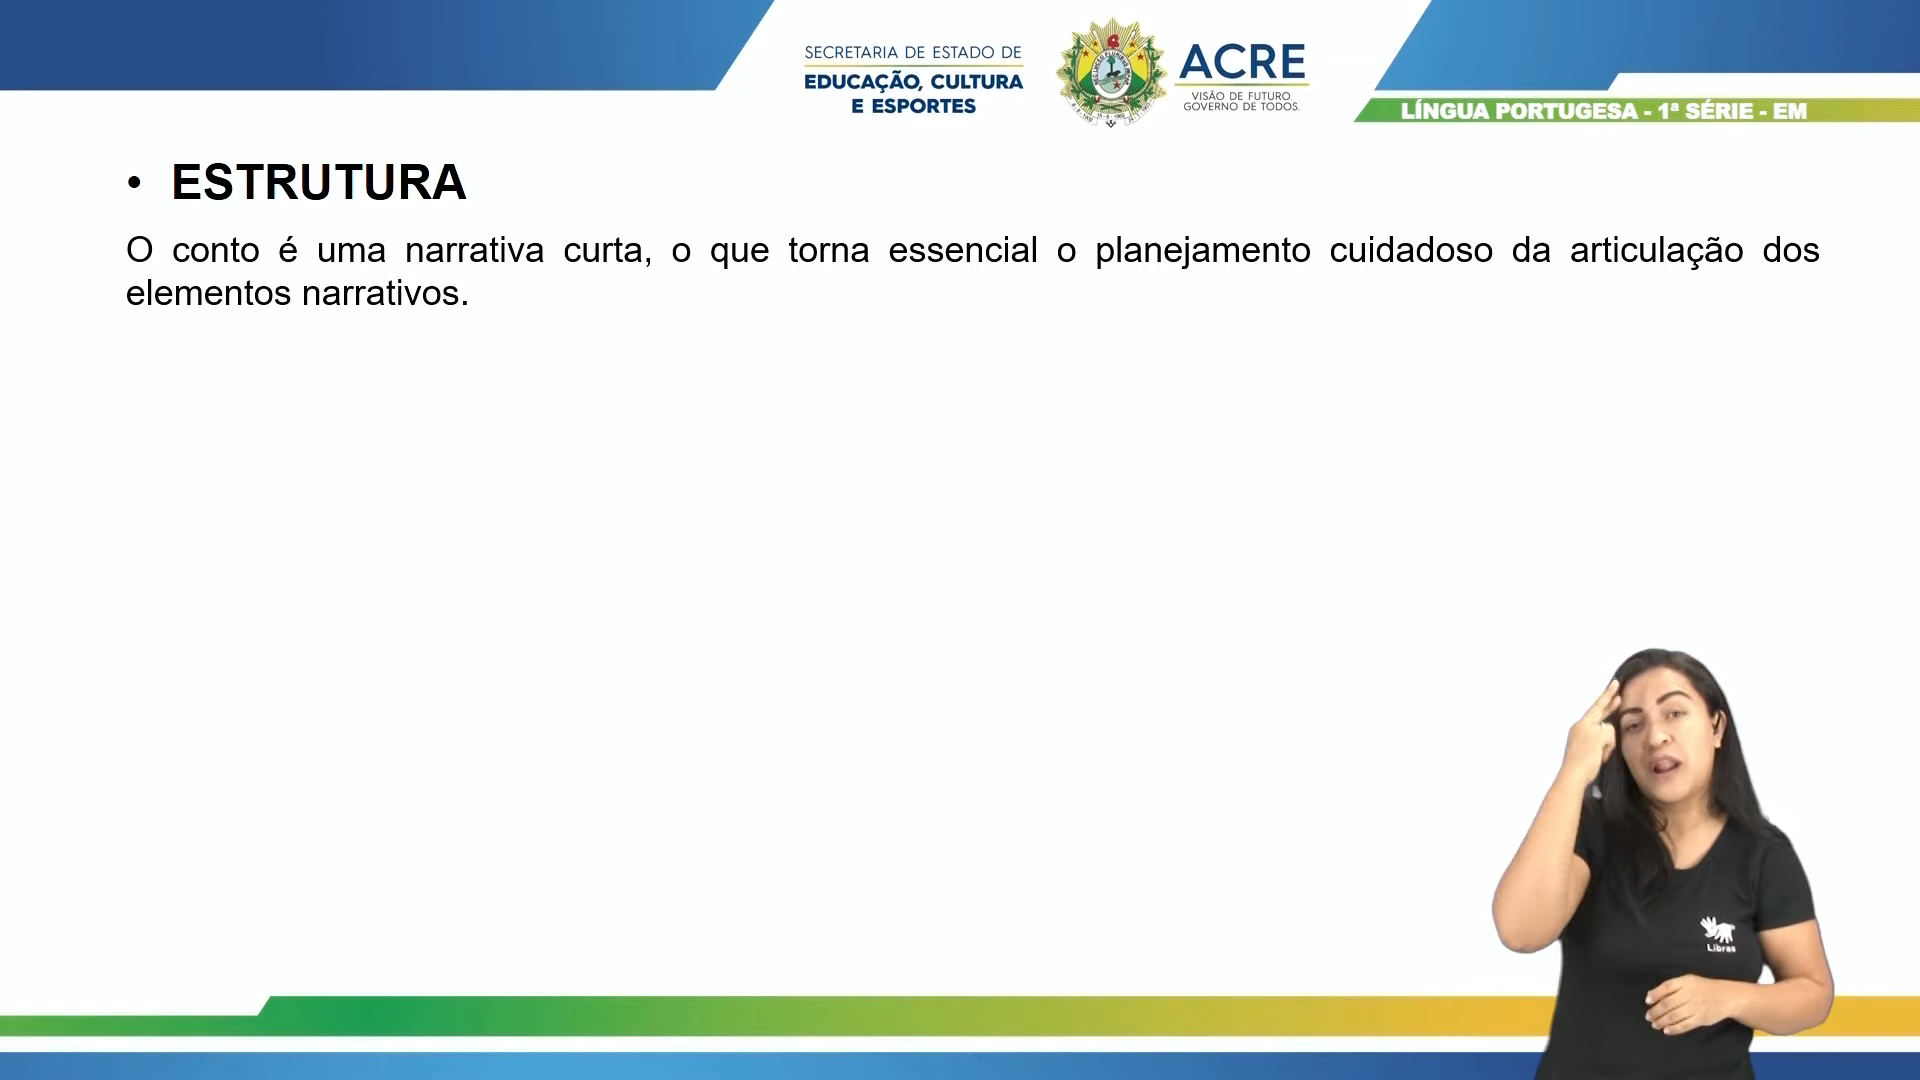 SECRETARIA DE ESTADO DE
EDUCAÇÃO, CULTURA
E ESPORTES
ACRE
VISÃO DE FUTURO.
GOVERNO DE TODOS.
LÍNGUA PORTUGESA - 1ª SÉRIE - EM
• ESTRUTURA
O conto é uma narrativa curta, o que torna essencial o planejamento cuidadoso da articulação dos
elementos narrativos.
Libras